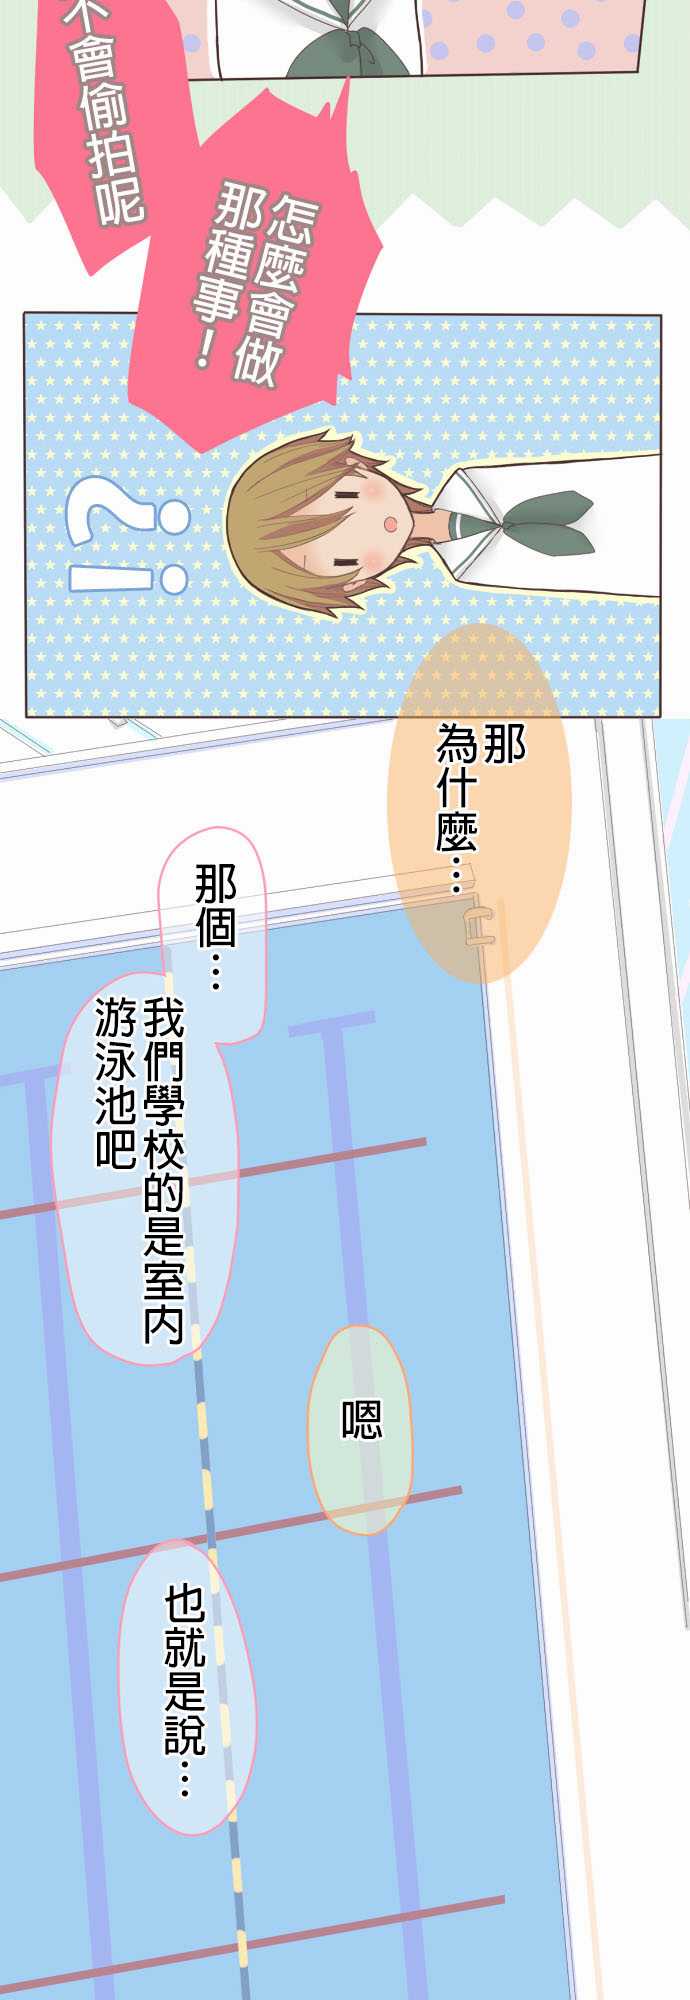 不會偷拍呢
怎麼會做
那種事！
？！
那
為什麼…
那個…
我們學校的是室內
游泳池吧
嗯
也就是說…